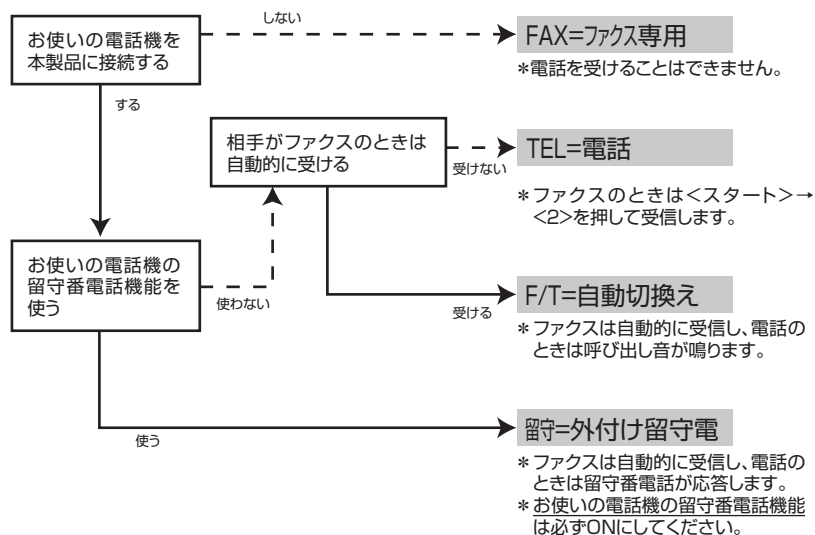 お使いの電話機を
本製品に接続する
しない
FAX=ファクス専用
*電話を受けることはできません。
する
相手がファクスのときは
自動的に受ける
受けない
TEL=電話
*ファクスのときは<スタート>→
<2>を押して受信します。
お使いの電話機の
留守番電話機能を
使う
使わない
受ける
F/T=自動切換え
*ファクスは自動的に受信し、電話の
ときは呼び出し音が鳴ります。
使う
留守=外付け留守電
*ファクスは自動的に受信し、電話の
ときは留守番電話が応答します。
*お使いの電話機の留守番電話機能
は必ずONにしてください。